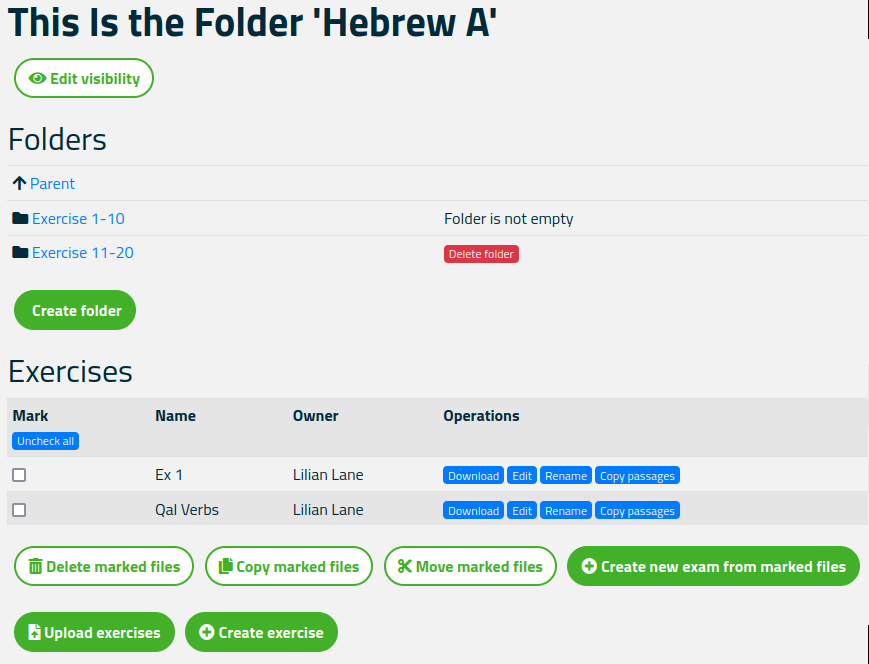 This Is the Folder 'Hebrew A'
Edit visibility
Folders
Parent
Exercise 1-10 Folder is not empty
Exercise 11-20 Delete folder
Create folder
Exercises
Mark Name Owner Operations
Uncheck all
Ex 1 Lilian Lane Download Edit Rename Copy passages
Qal Verbs Lilian Lane Download Edit Rename Copy passages
Delete marked files Copy marked files Move marked files Create new exam from marked files
Upload exercises Create exercise